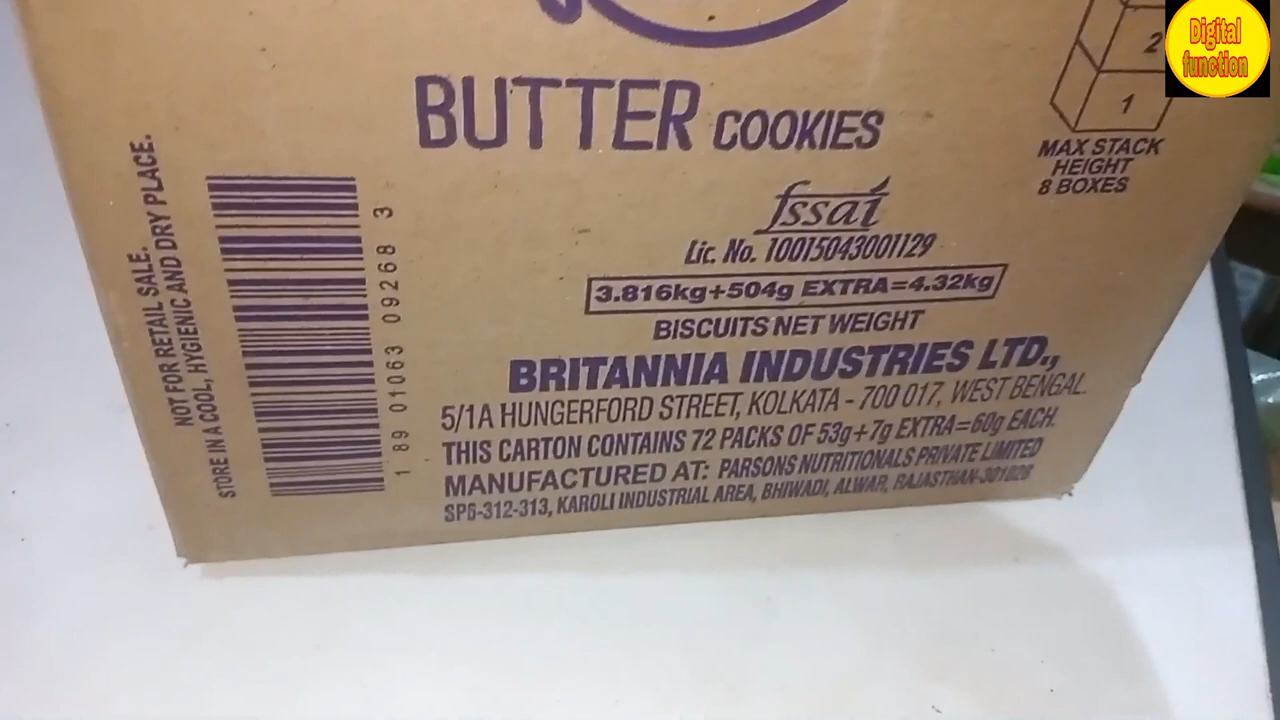 Digital
function
2
1
MAX STACK
HEIGHT
8 BOXES
BUTTER COOKIES
fssai
Lic. No. 10015043001129
3.816kg+504g EXTRA=4.32kg
BISCUITS NET WEIGHT
BRITANNIA INDUSTRIES LTD.,
5/1A HUNGERFORD STREET, KOLKATA - 700 017, WEST BENGAL.
THIS CARTON CONTAINS 72 PACKS OF 53g+7g EXTRA=60g EACH.
MANUFACTURED AT: PARSONS NUTRITIONALS PRIVATE LIMITED
SP6-312-313, KAROLI INDUSTRIAL AREA, BHIWADI, ALWAR, RAJASTHAN-
1 89 01063 09268 3
NOT FOR RETAIL SALE.
STORE IN A COOL, HYGIENIC AND DRY PLACE.